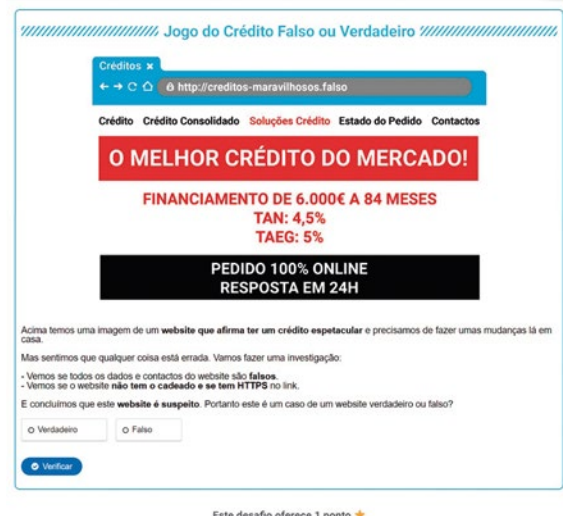 Jogo do Crédito Falso ou Verdadeiro
Créditos ×
http://creditos-maravilhosos.falso
Crédito Crédito Consolidado Soluções Crédito Estado do Pedido Contactos
O MELHOR CRÉDITO DO MERCADO!
FINANCIAMENTO DE 6.000€ A 84 MESES
TAN: 4,5%
TAEG: 5%
PEDIDO 100% ONLINE
RESPOSTA EM 24H
Acima temos uma imagem de um website que afirma ter um crédito espetacular e precisamos de fazer umas mudanças lá em
casa.
Mas sentimos que qualquer coisa está errada. Vamos fazer uma investigação:
- Vemos se todos os dados e contactos do website são falsos.
- Vemos se o website não tem o cadeado e se tem HTTPS no link.
E concluímos que este website é suspeito. Portanto este é um caso de um website verdadeiro ou falso?
Verdadeiro Falso
Verificar
Este desafio oferece 1 ponto